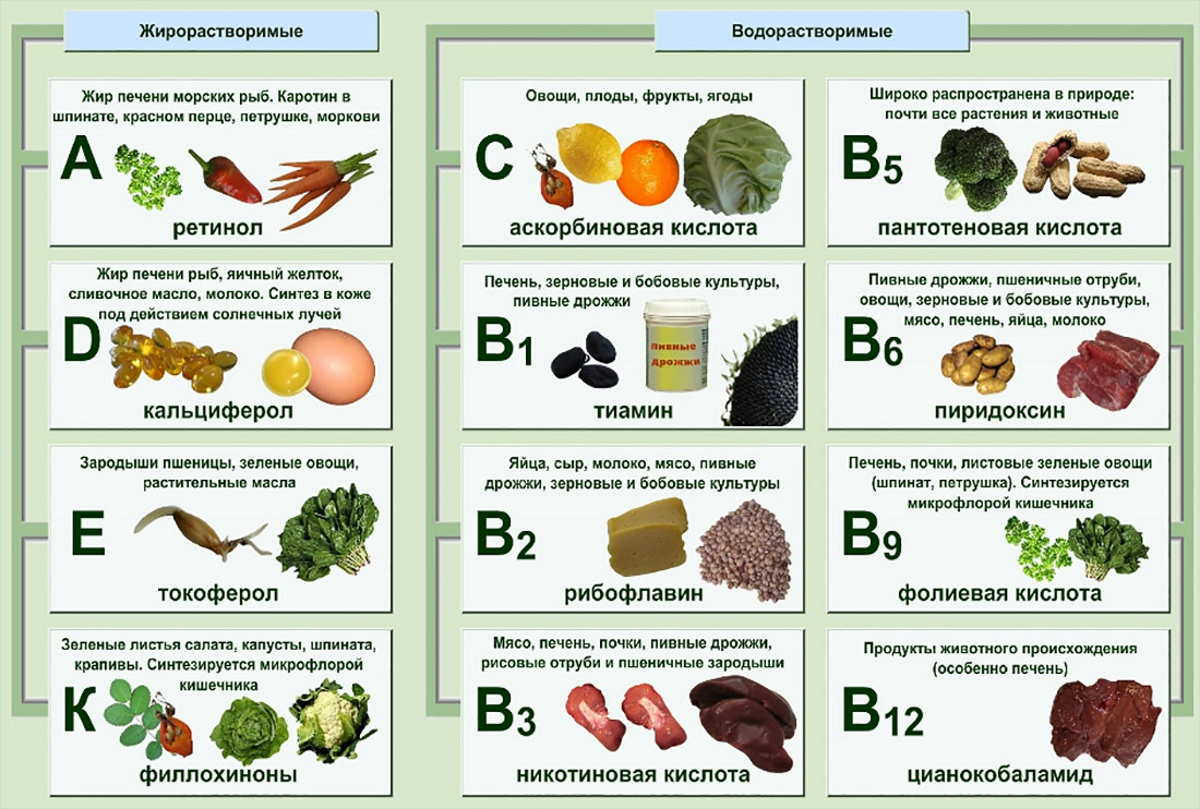 Жирорастворимые
Жир печени морских рыб. Каротин в
шпинате, красном перце, петрушке, моркови
A
ретинол
Жир печени рыб, яичный желток,
сливочное масло, молоко. Синтез в коже
под действием солнечных лучей
D
кальциферол
Зародыши пшеницы, зеленые овощи,
растительные масла
E
токоферол
Зеленые листья салата, капусты, шпината,
крапивы. Синтезируется микрофлорой
кишечника
К
филлохиноны
Водорастворимые
Овощи, плоды, фрукты, ягоды
C
аскорбиновая кислота
Печень, зерновые и бобовые культуры,
пивные дрожжи
B1
пивные
дрожжи
тиамин
Яйца, сыр, молоко, мясо, пивные
дрожжи, зерновые и бобовые культуры
B2
рибофлавин
Мясо, печень, почки, пивные дрожжи,
рисовые отруби и пшеничные зародыши
B3
никотиновая кислота
Широко распространена в природе:
почти все растения и животные
B5
пантотеновая кислота
Пивные дрожжи, пшеничные отруби,
овощи, зерновые и бобовые культуры,
мясо, печень, яйца, молоко
B6
пиридоксин
Печень, почки, листовые зеленые овощи
(шпинат, петрушка). Синтезируется
микрофлорой кишечника
B9
фолиевая кислота
Продукты животного происхождения
(особенно печень)
B12
цианокобаламид